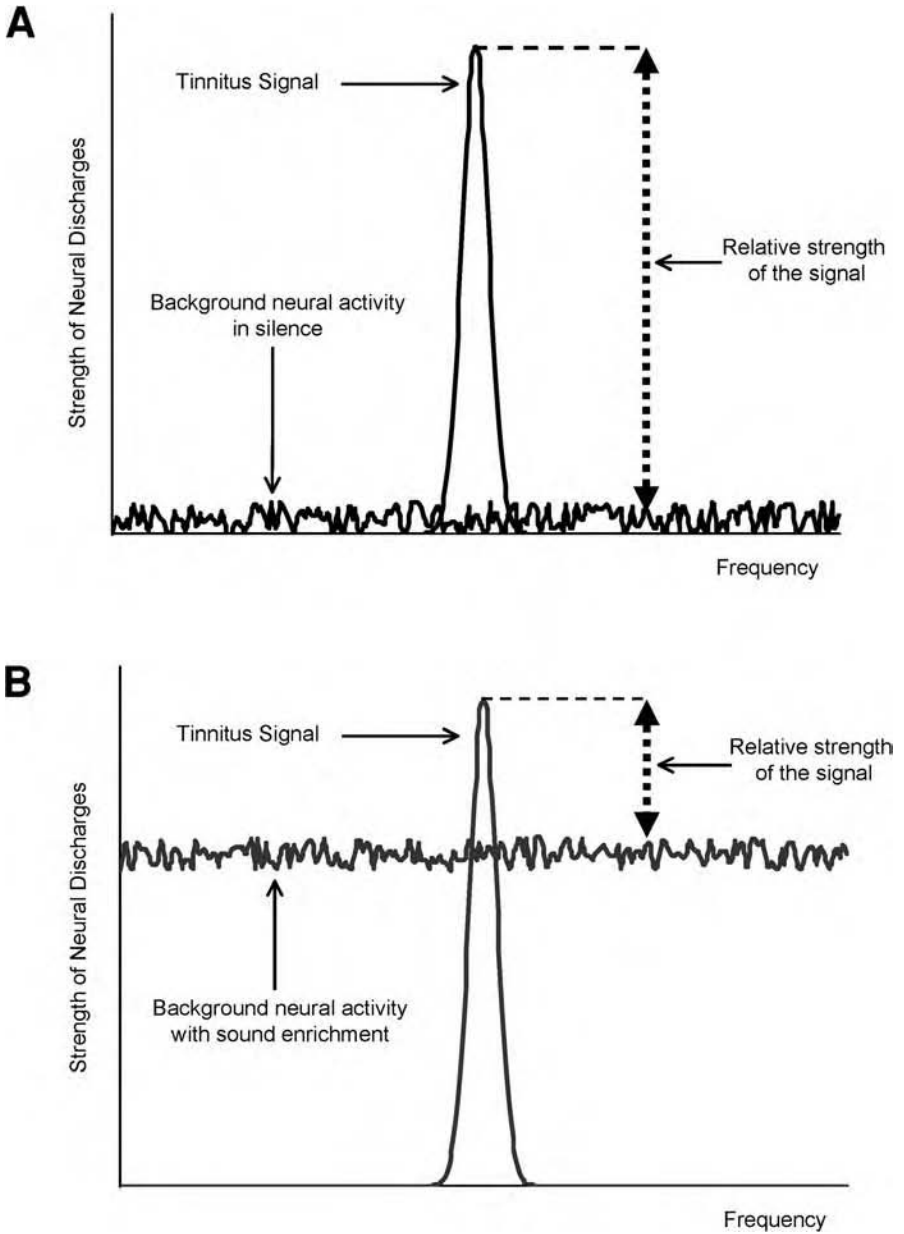 A
Strength of Neural Discharges
Tinnitus Signal
Relative strength
of the signal
Background neural activity
in silence
Frequency
B
Strength of Neural Discharges
Tinnitus Signal
Relative strength
of the signal
Background neural activity
with sound enrichment
Frequency